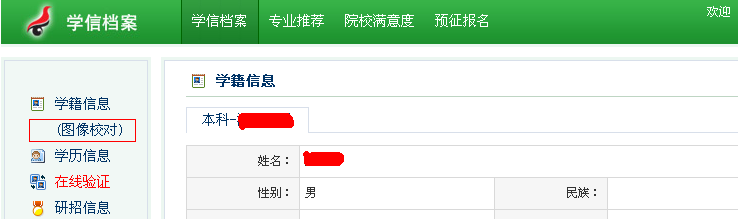 学信档案
学信档案 专业推荐 院校满意度 预征报名
欢迎
学籍信息
(图像校对)
学历信息
在线验证
研招信息
学籍信息
本科-
姓名：
性别： 男 民族：